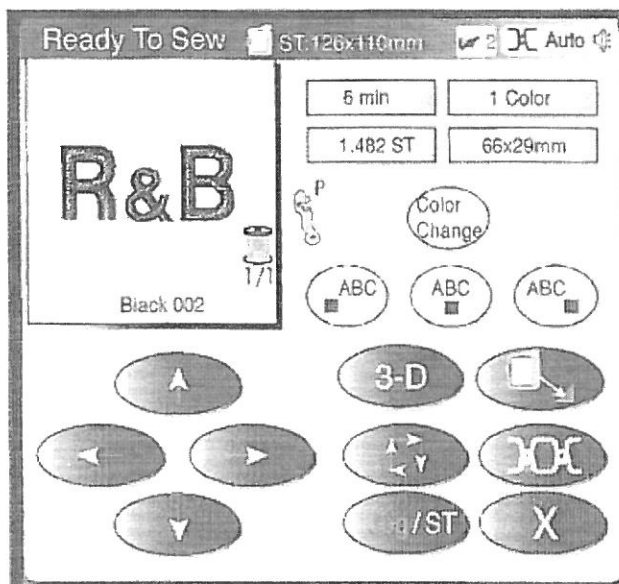 Ready To Sew ST.126x110mm 2 Auto
6 min 1 Color
1.482 ST 66x29mm
R&B
P
Color
Change
1/1
ABC ABC ABC
Black 002
3-D
/ST X